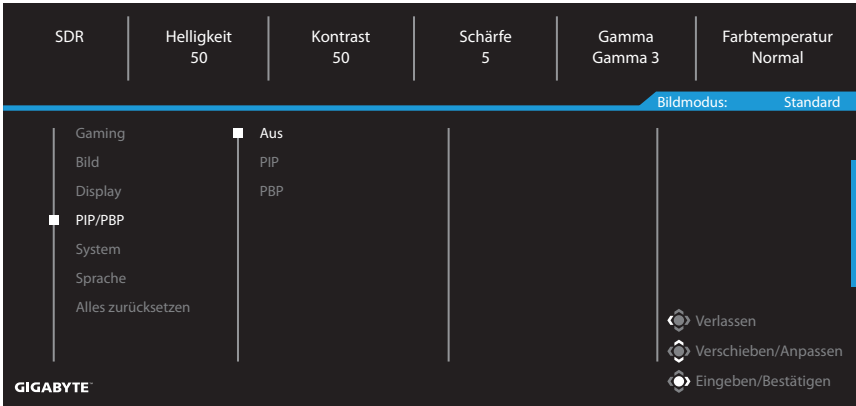 SDR Helligkeit Kontrast Schärfe Gamma Farbtemperatur
50 50 5 Gamma 3 Normal
Bildmodus: Standard
Gaming Aus
Bild PIP
Display PBP
PIP/PBP
System
Sprache
Alles zurücksetzen
Verlassen
Verschieben/Anpassen
Eingeben/Bestätigen
GIGABYTE™